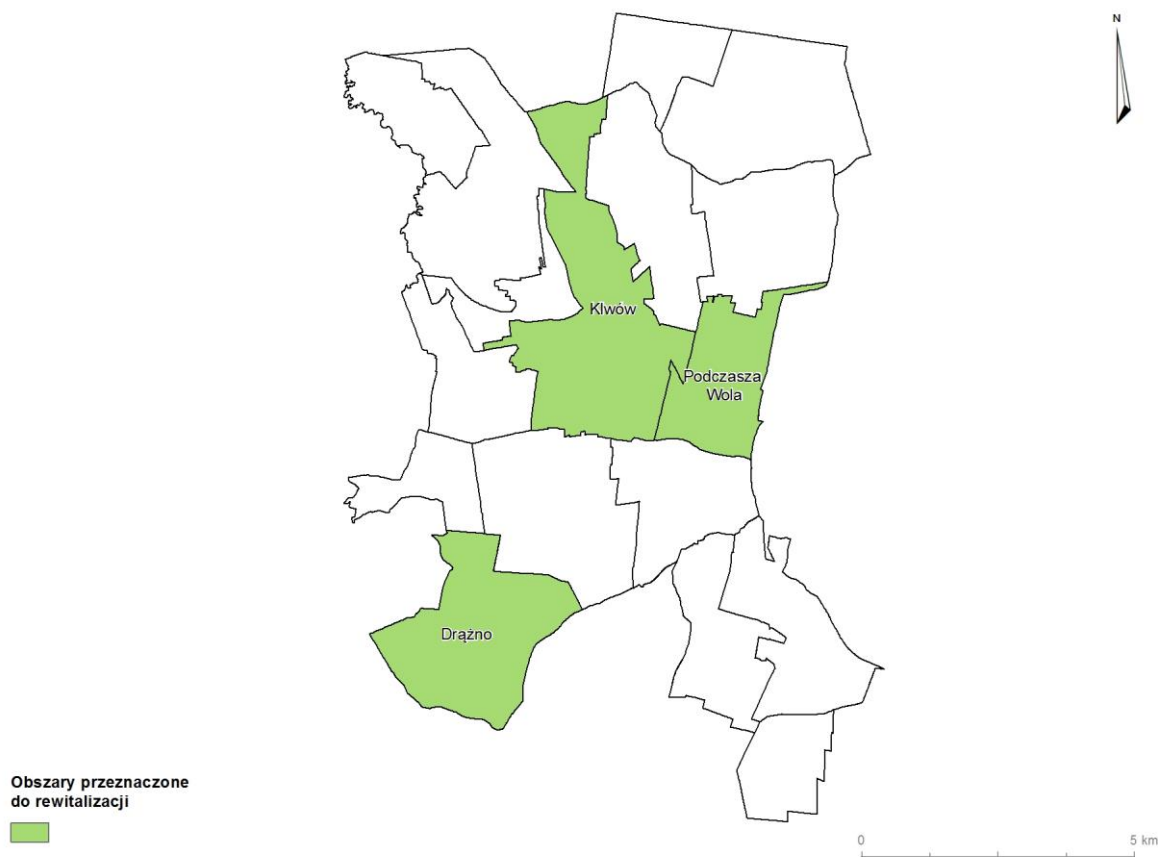 N
Klwów
Podczasza
Wola
Drążno
Obszary przeznaczone
do rewitalizacji
0
5 km